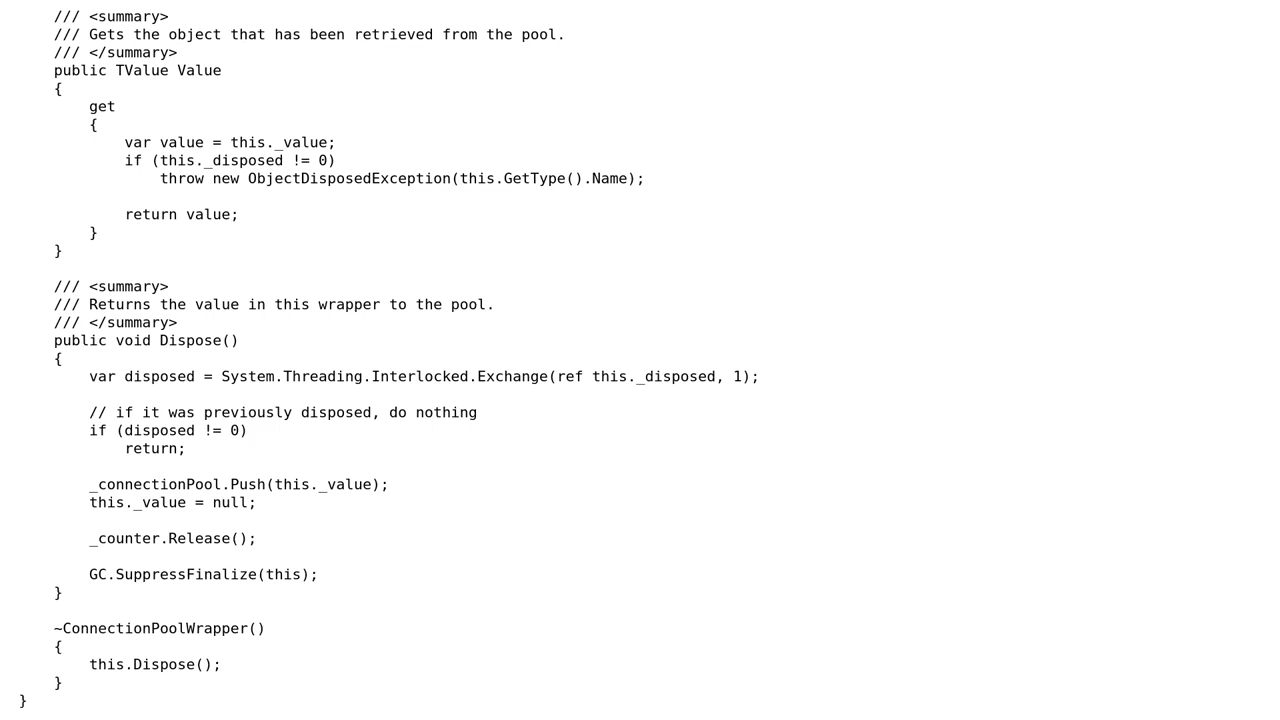 /// <summary>
/// Gets the object that has been retrieved from the pool.
/// </summary>
public TValue Value
{
get
{
var value = this._value;
if (this._disposed != 0)
throw new ObjectDisposedException(this.GetType().Name);
return value;
}
}
/// <summary>
/// Returns the value in this wrapper to the pool.
/// </summary>
public void Dispose()
{
var disposed = System.Threading.Interlocked.Exchange(ref this._disposed, 1);
// if it was previously disposed, do nothing
if (disposed != 0)
return;
_connectionPool.Push(this._value);
this._value = null;
_counter.Release();
GC.SuppressFinalize(this);
}
~ConnectionPoolWrapper()
{
this.Dispose();
}
}